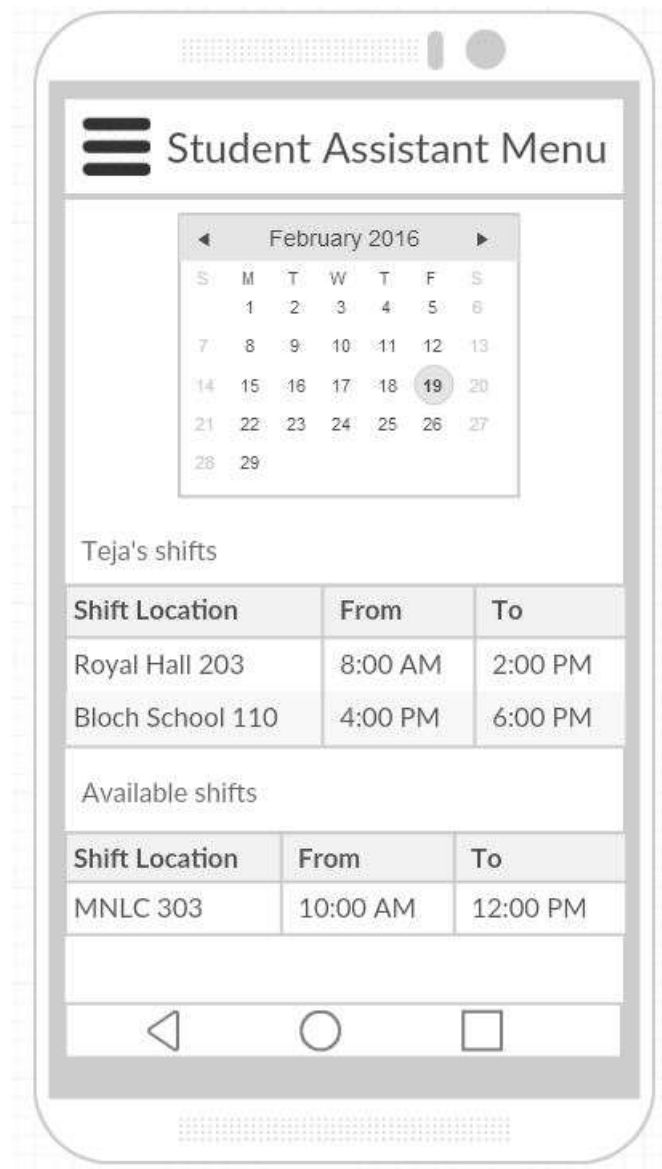 Student Assistant Menu
February 2016
S M T W T F S
1 2 3 4 5 6
7 8 9 10 11 12 13
14 15 16 17 18 19 20
21 22 23 24 25 26 27
28 29
Teja's shifts
Shift Location From To
Royal Hall 203 8:00 AM 2:00 PM
Bloch School 110 4:00 PM 6:00 PM
Available shifts
Shift Location From To
MNLC 303 10:00 AM 12:00 PM